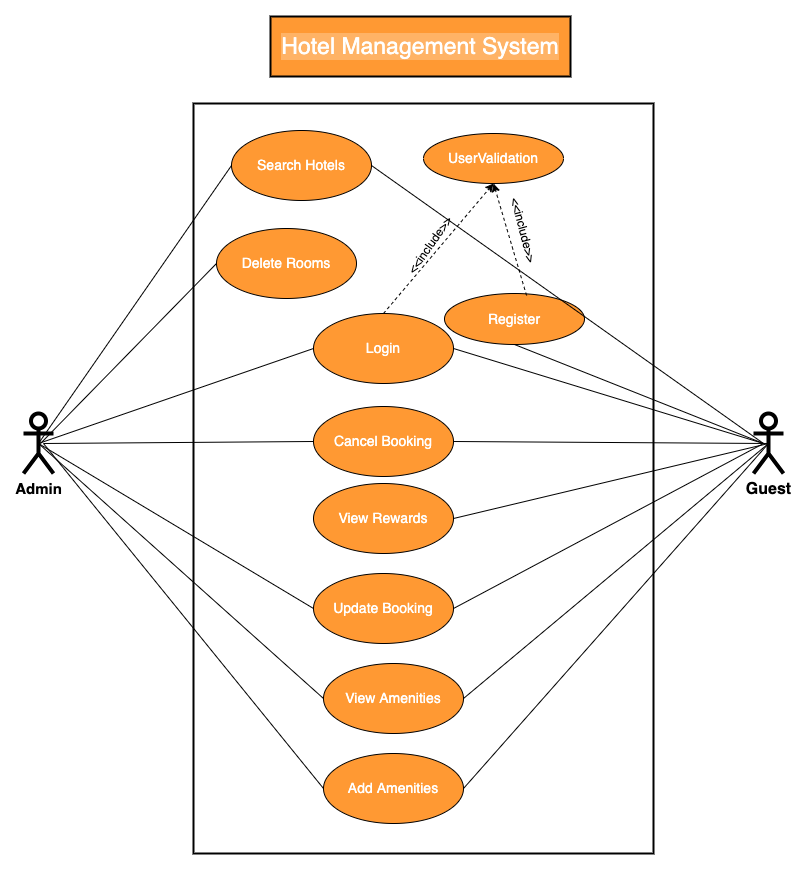 Hotel Management System
Search Hotels
UserValidation
<<include>>
<<include>>
Delete Rooms
Register
Login
Cancel Booking
Admin
Guest
View Rewards
Update Booking
View Amenities
Add Amenities